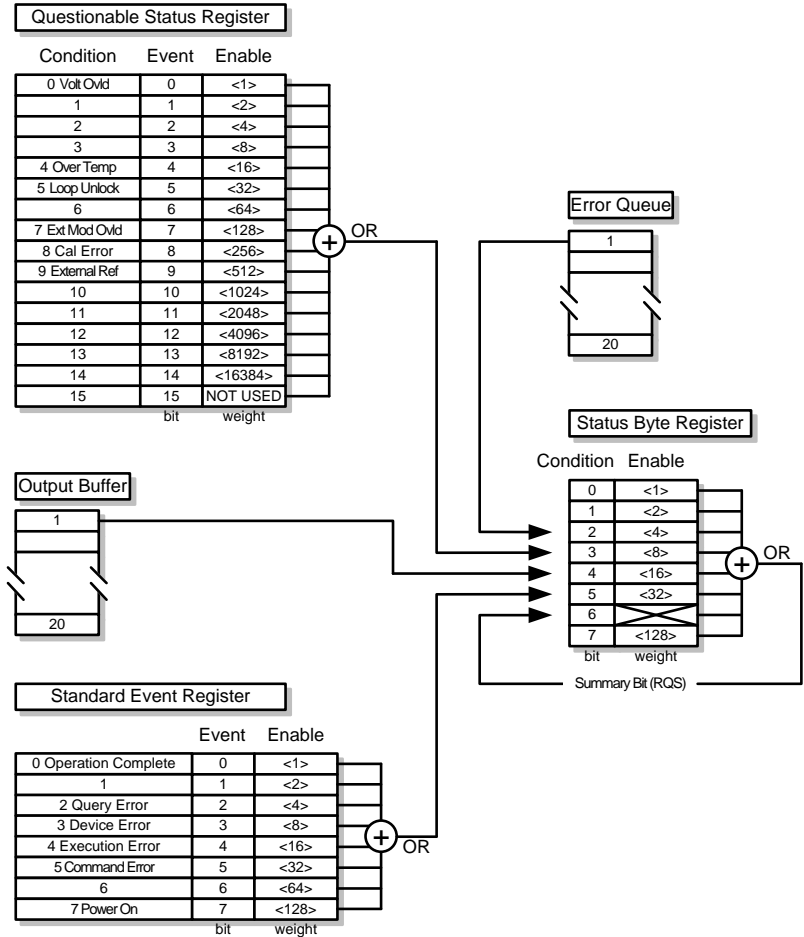 Questionable Status Register
Condition Event Enable
0 Volt Ovld 0 <1>
1 1 <2>
2 2 <4>
3 3 <8>
4 Over Temp 4 <16>
5 Loop Unlock 5 <32>
6 6 <64>
7 Ext Mod Ovld 7 <128>
8 Cal Error 8 <256>
9 External Ref 9 <512>
10 10 <1024>
11 11 <2048>
12 12 <4096>
13 13 <8192>
14 14 <16384>
15 15 NOT USED
bit weight
+ OR
Error Queue
1
20
Output Buffer
1
20
Status Byte Register
Condition Enable
0 <1>
1 <2>
2 <4>
3 <8>
4 <16>
5 <32>
6
7 <128>
bit weight
+ OR
Summary Bit (RQS)
Standard Event Register
Event Enable
0 Operation Complete 0 <1>
1 1 <2>
2 Query Error 2 <4>
3 Device Error 3 <8>
4 Execution Error 4 <16>
5 Command Error 5 <32>
6 6 <64>
7 Power On 7 <128>
bit weight
+ OR